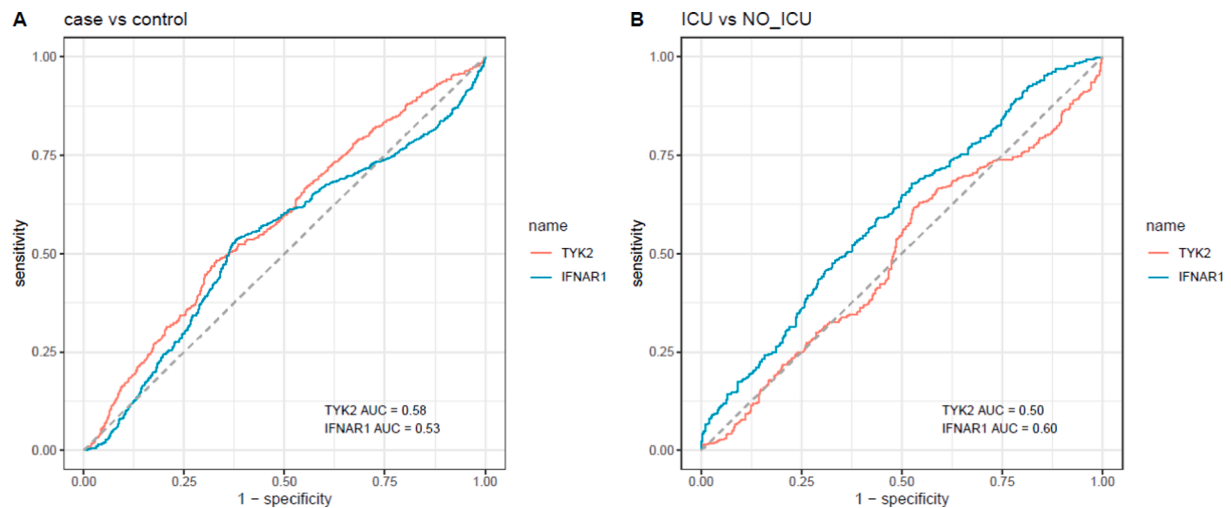 A case vs control
1.00
0.75
0.50
0.25
0.00
sensitivity
0.00 0.25 0.50 0.75 1.00
1 − specificity
TYK2 AUC = 0.58
IFNAR1 AUC = 0.53
name
TYK2
IFNAR1
B ICU vs NO_ICU
1.00
0.75
0.50
0.25
0.00
sensitivity
0.00 0.25 0.50 0.75 1.00
1 − specificity
TYK2 AUC = 0.50
IFNAR1 AUC = 0.60
name
TYK2
IFNAR1